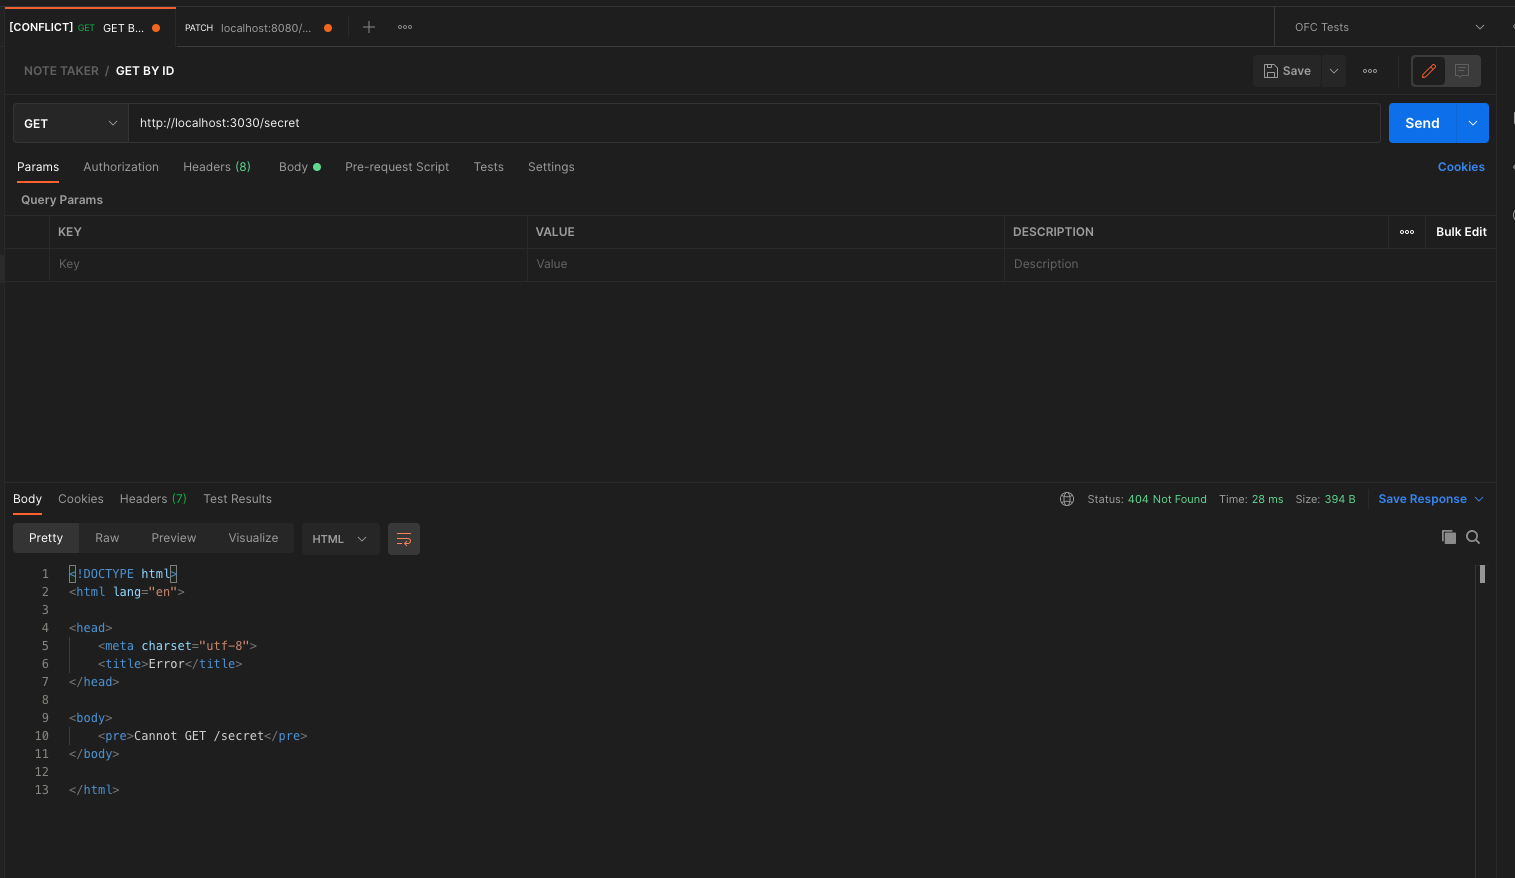 [CONFLICT] GET GET B... PATCH localhost:8080/... OFC Tests
NOTE TAKER / GET BY ID Save
GET http://localhost:3030/secret Send
Params Authorization Headers (8) Body Pre-request Script Tests Settings Cookies
Query Params
KEY VALUE DESCRIPTION Bulk Edit
Key Value Description
Body Cookies Headers (7) Test Results Status: 404 Not Found Time: 28 ms Size: 394 B Save Response
Pretty Raw Preview Visualize HTML
1 <!DOCTYPE html>
2 <html lang="en">
3
4 <head>
5     <meta charset="utf-8">
6     <title>Error</title>
7 </head>
8
9 <body>
10     <pre>Cannot GET /secret</pre>
11 </body>
12
13 </html>